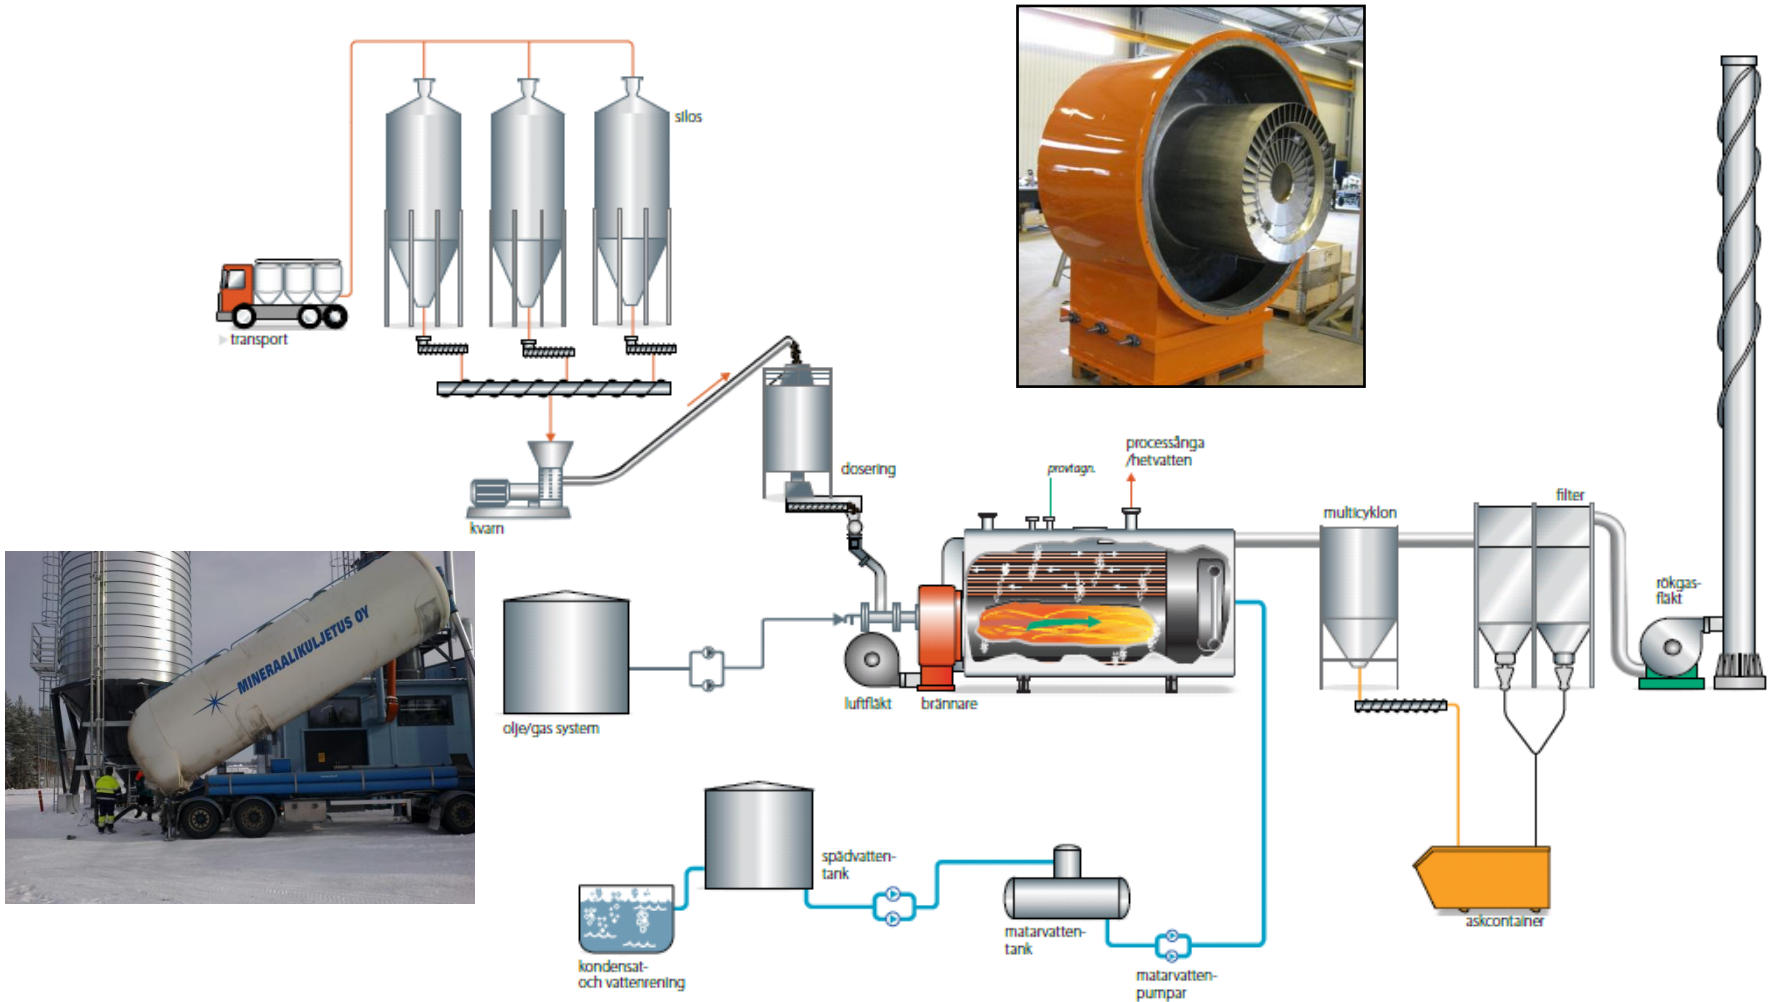 silos
transport
kvarn
dosering
provtagn.
processånga
/hetvatten
multicyklon
filter
rökgas-
fläkt
MINERAALIKULJETUS OY
olje/gas system
luftfläkt
brännare
spädvatten-
tank
matarvatten-
tank
kondensat-
och vattenrening
matarvatten-
pumpar
askcontainer